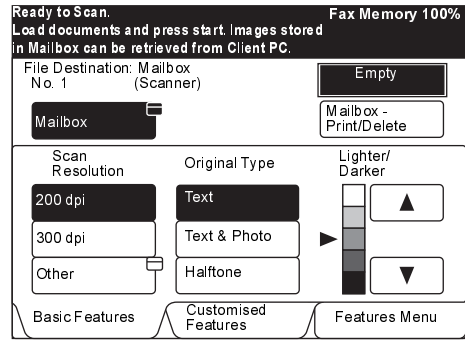 Ready to Scan.
Fax Memory 100%
Load documents and press start. Images stored
in Mailbox can be retrieved from Client PC.
File Destination: Mailbox
No. 1 (Scanner)
Empty
Mailbox
Mailbox -
Print/Delete
Scan
Resolution
Original Type
Lighter/
Darker
200 dpi
Text
300 dpi
Text & Photo
Other
Halftone
Basic Features
Customised
Features
Features Menu